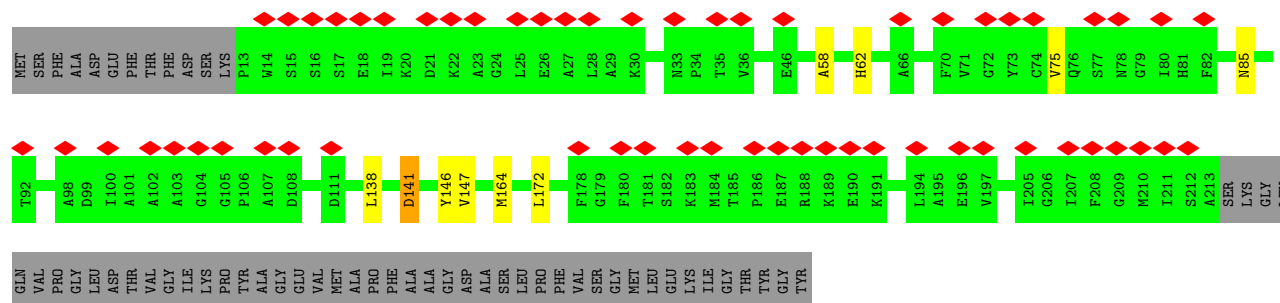 MET SER PHE ALA ASP GLU PHE THR PHE ASP SER LYS P13 W14 S15 S16 S17 E18 I19 K20 D21 K22 A23 G24 L25 E26 A27 L28 A29 K30 N33 P34 T35 V36 E46 A58 H62 A66 F70 V71 G72 Y73 C74 V75 Q76 S77 N78 G79 I80 H81 F82 N85
T92 A98 D99 I100 A101 A102 A103 G104 G105 P106 A107 D108 D111 L138 D141 Y146 V147 M164 L172 F178 G179 F180 T181 S182 K183 M184 T185 P186 E187 R188 K189 E190 K191 L194 A195 E196 V197 I205 G206 I207 F208 G209 M210 I211 S212 A213 SER LYS GLY
GLN VAL PRO GLY LEU ASP THR VAL GLY ILE LYS PRO TYR ALA GLY GLU VAL MET ALA PRO PHE ALA ALA GLY ASP ALA SER LEU PRO PHE VAL SER GLY MET LEU GLU LYS ILE GLY THR TYR GLY TYR